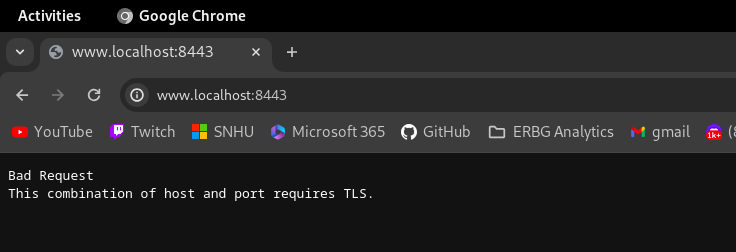 Activities
Google Chrome
www.localhost:8443
www.localhost:8443
YouTube Twitch SNHU Microsoft 365 GitHub ERBG Analytics gmail 1k+ (8
Bad Request
This combination of host and port requires TLS.